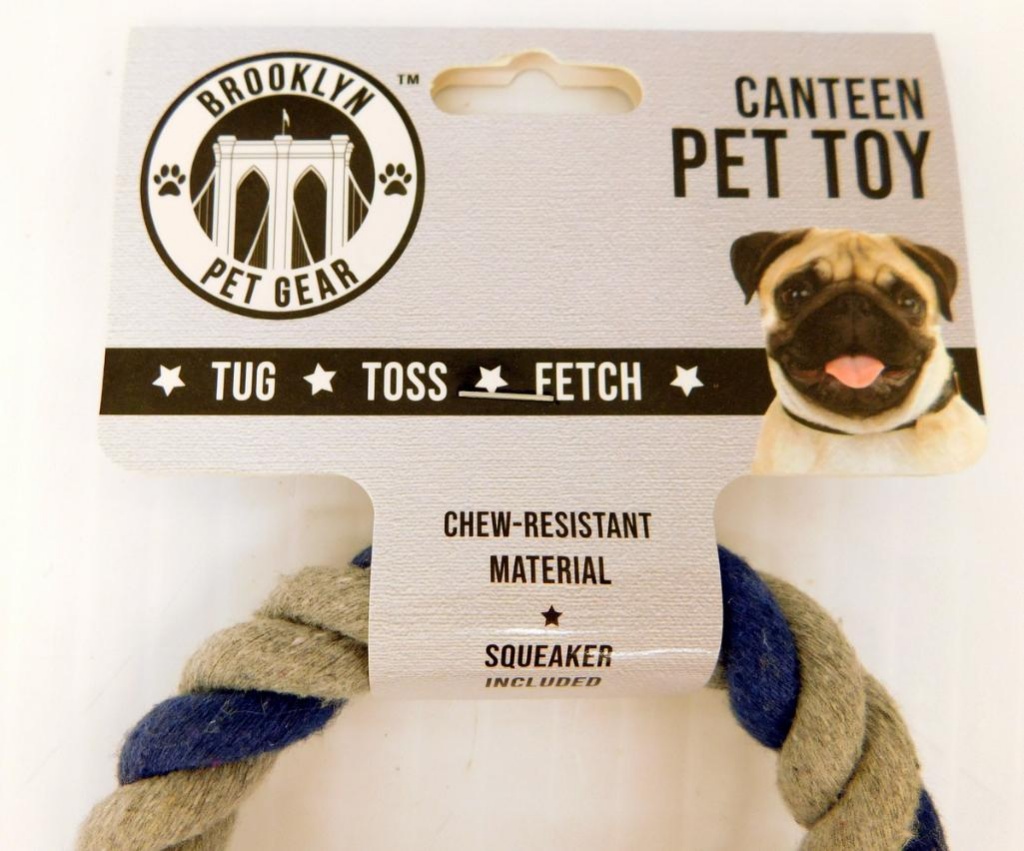 BROOKLYN
PET GEAR
™
CANTEEN
PET TOY
TUG TOSS FETCH
CHEW-RESISTANT
MATERIAL
SQUEAKER
INCLUDED